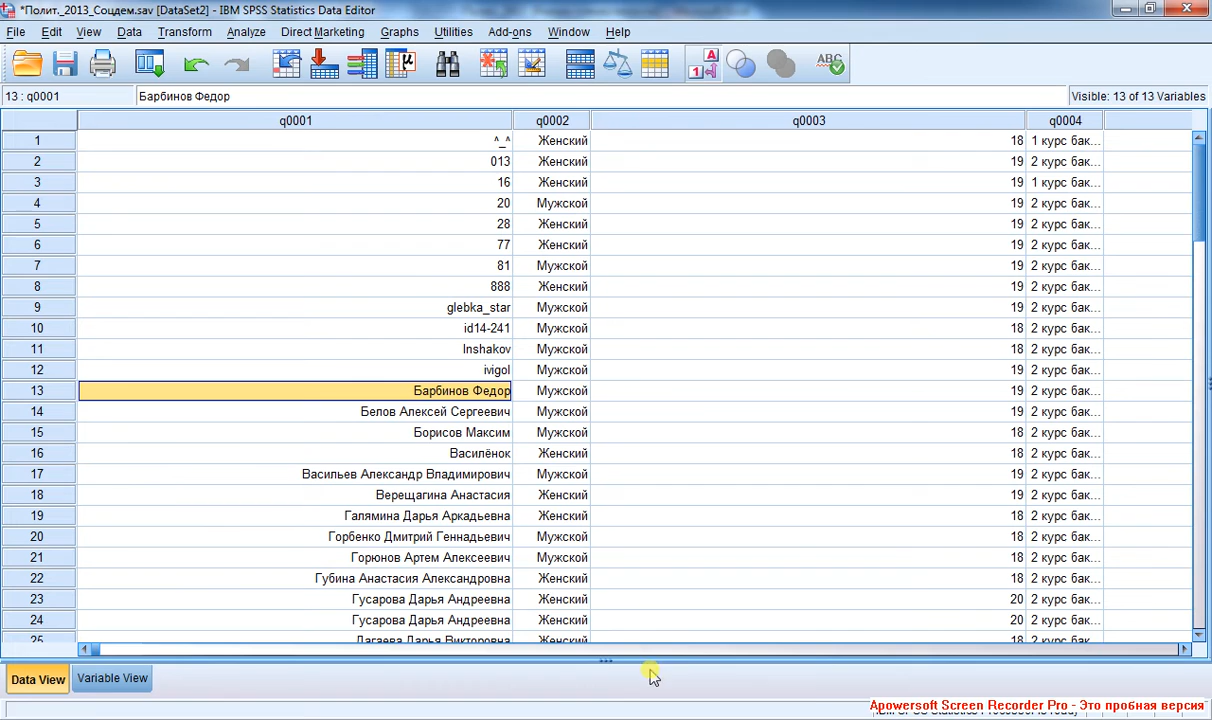 *Полит._2013_Соцдем.sav [DataSet2] - IBM SPSS Statistics Data Editor
File Edit View Data Transform Analyze Direct Marketing Graphs Utilities Add-ons Window Help
13 : q0001 Барбинов Федор Visible: 13 of 13 Variables
q0001 q0002 q0003 q0004
1 ^_^ Женский 18 1 курс бак...
2 013 Женский 19 2 курс бак...
3 16 Женский 19 1 курс бак...
4 20 Мужской 19 2 курс бак...
5 28 Женский 19 2 курс бак...
6 77 Женский 19 2 курс бак...
7 81 Мужской 19 2 курс бак...
8 888 Женский 19 2 курс бак...
9 glebka_star Мужской 19 2 курс бак...
10 id14-241 Мужской 18 2 курс бак...
11 Inshakov Мужской 18 2 курс бак...
12 ivigol Мужской 19 2 курс бак...
13 Барбинов Федор Мужской 19 2 курс бак...
14 Белов Алексей Сергеевич Мужской 19 2 курс бак...
15 Борисов Максим Мужской 18 2 курс бак...
16 Василёнок Женский 18 2 курс бак...
17 Васильев Александр Владимирович Мужской 19 2 курс бак...
18 Верещагина Анастасия Женский 19 2 курс бак...
19 Галямина Дарья Аркадьевна Женский 18 2 курс бак...
20 Горбенко Дмитрий Геннадьевич Мужской 18 2 курс бак...
21 Горюнов Артем Алексеевич Мужской 18 2 курс бак...
22 Губина Анастасия Александровна Женский 18 2 курс бак...
23 Гусарова Дарья Андреевна Женский 20 2 курс бак...
24 Гусарова Дарья Андреевна Женский 20 2 курс бак...
25 Дагаева Дарья Викторовна Женский 18 2 курс бак...
Data View Variable View
Apowersoft Screen Recorder Pro - Это пробная версия